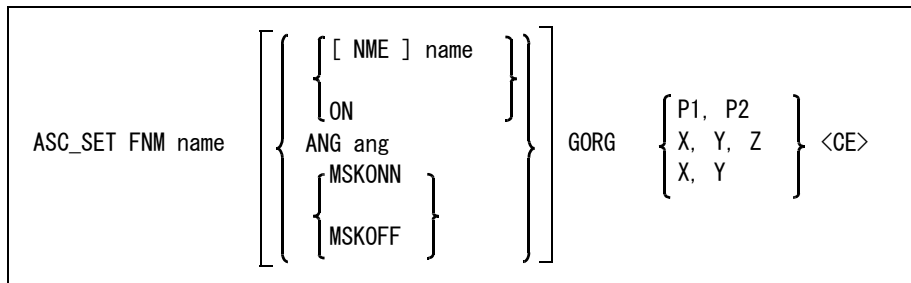 [ NME ] name
ON
ASC_SET FNM name
ANG ang
MSKONN
MSKOFF
GORG
P1, P2
X, Y, Z
X, Y
<CE>